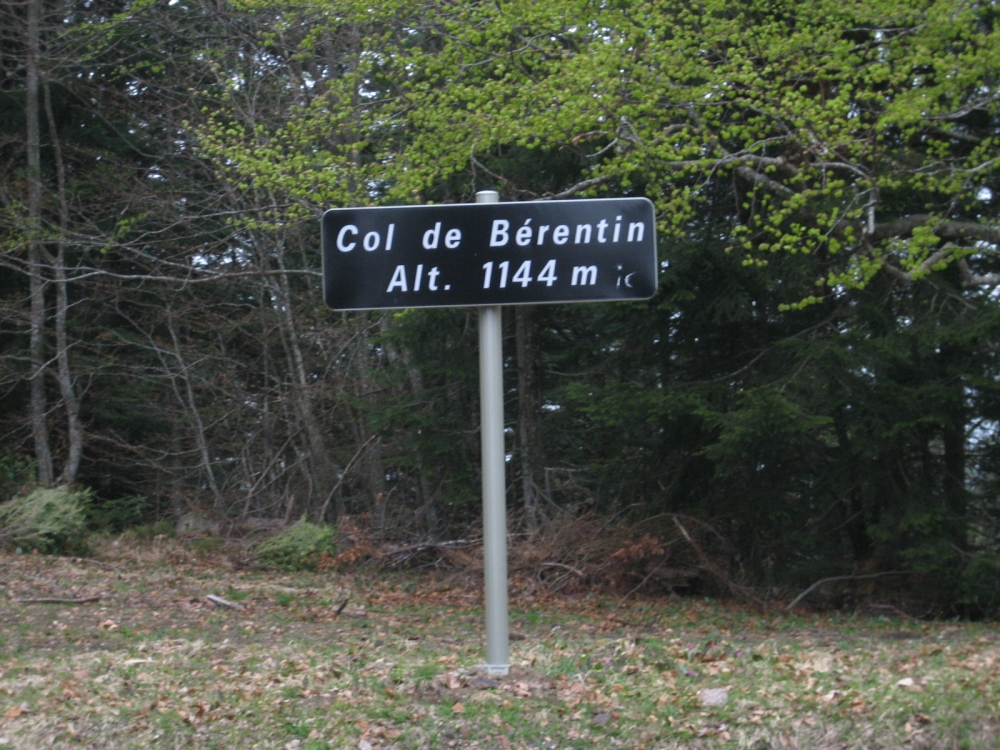 Col de Bérentin
Alt. 1144 m